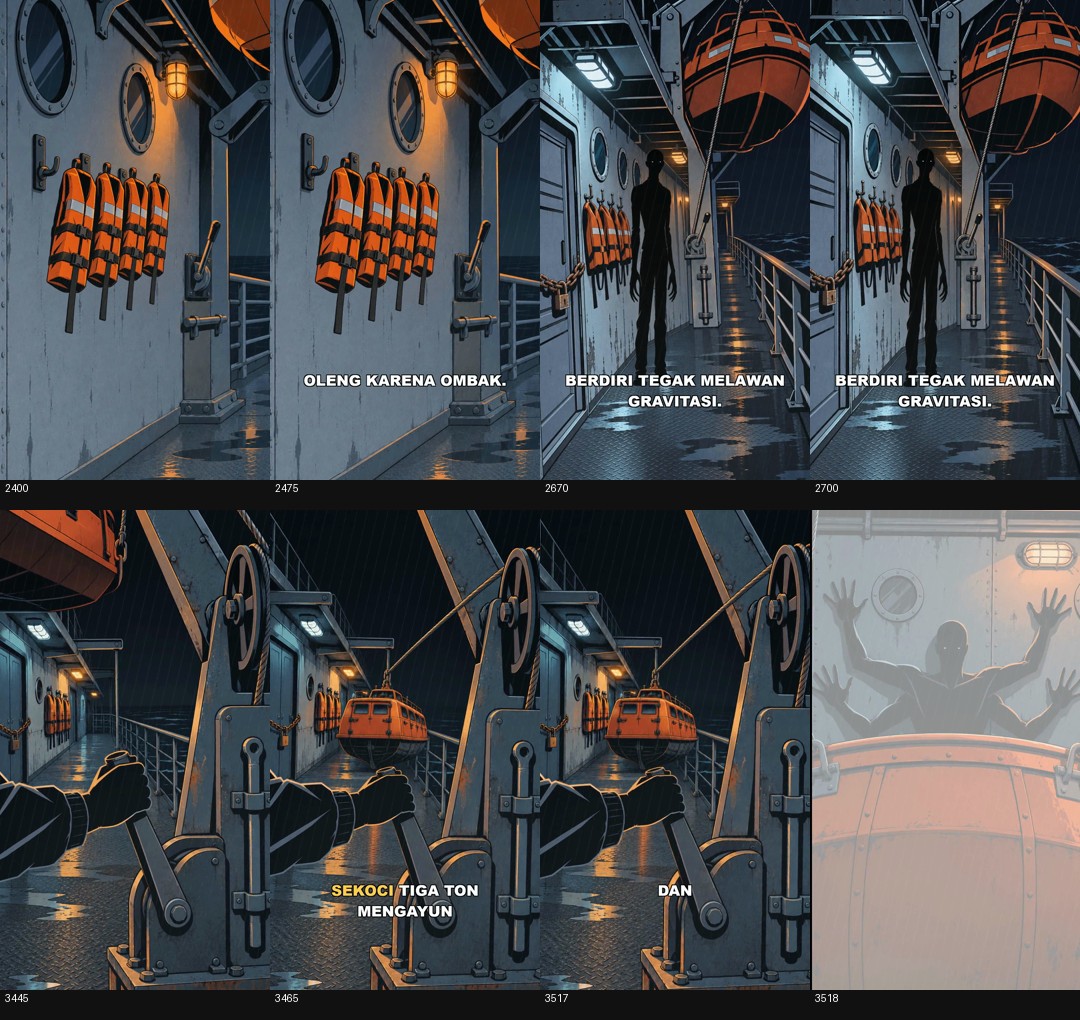 OLENG KARENA OMBAK.
BERDIRI TEGAK MELAWAN
GRAVITASI.
BERDIRI TEGAK MELAWAN
GRAVITASI.
2400
2475
2670
2700
SEKOCI TIGA TON
MENGAYUN
DAN
3445
3465
3517
3518